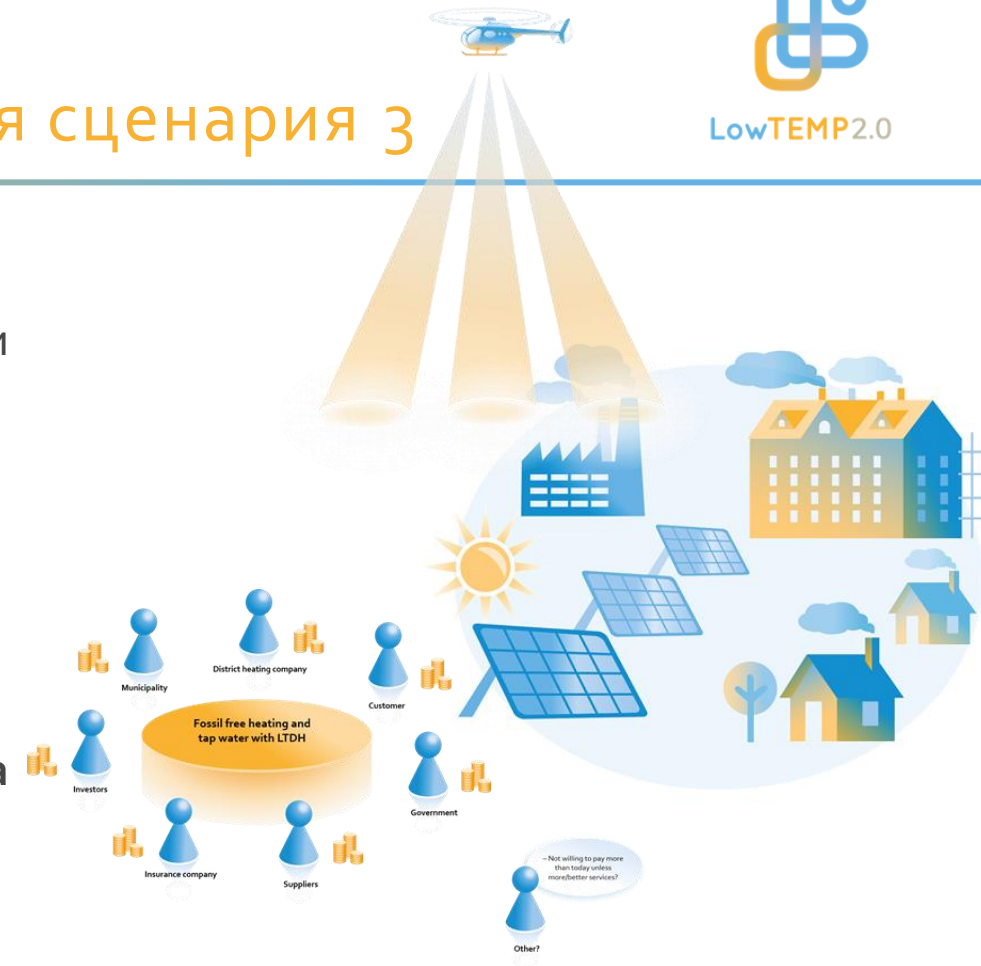 я сценария 3
LowTEMP2.0
и
District heating company
Municipality
Customer
Fossil free heating and
tap water with LTDH
а
Investors
Government
Insurance company
Suppliers
– Not willing to pay more
than today unless
more/better services?
Other?